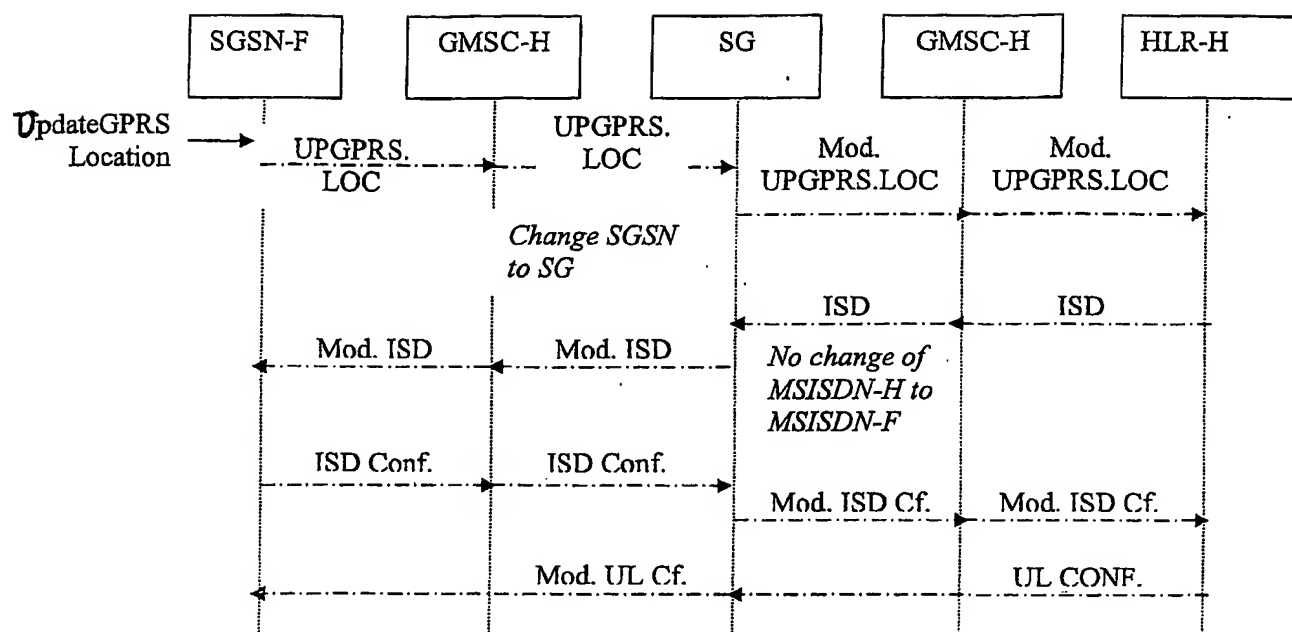 SGSN-F
GMSC-H
SG
GMSC-H
HLR-H
UpdateGPRS
Location
UPGPRS.
LOC
UPGPRS.
LOC
Mod.
UPGPRS.LOC
Mod.
UPGPRS.LOC
Change SGSN
to SG
ISD
ISD
Mod. ISD
Mod. ISD
No change of
MSISDN-H to
MSISDN-F
ISD Conf.
ISD Conf.
Mod. ISD Cf.
Mod. ISD Cf.
Mod. UL Cf.
UL CONF.